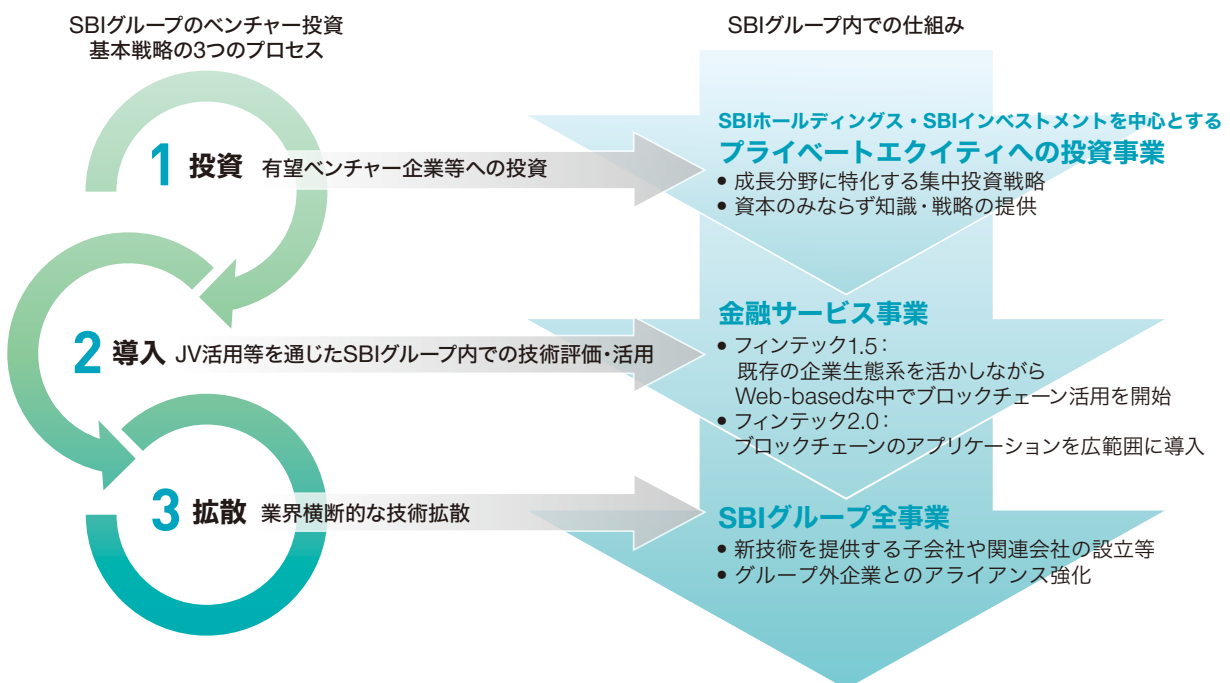 SBIグループのベンチャー投資
基本戦略の3つのプロセス
SBIグループ内での仕組み
1 投資 有望ベンチャー企業等への投資
SBIホールディングス・SBIインベストメントを中心とする
プライベートエクイティへの投資事業
• 成長分野に特化する集中投資戦略
• 資本のみならず知識・戦略の提供
2 導入 JV活用等を通じたSBIグループ内での技術評価・活用
金融サービス事業
• フィンテック1.5：
既存の企業生態系を活かしながら
Web-basedな中でブロックチェーン活用を開始
• フィンテック2.0：
ブロックチェーンのアプリケーションを広範囲に導入
3 拡散 業界横断的な技術拡散
SBIグループ全事業
• 新技術を提供する子会社や関連会社の設立等
• グループ外企業とのアライアンス強化